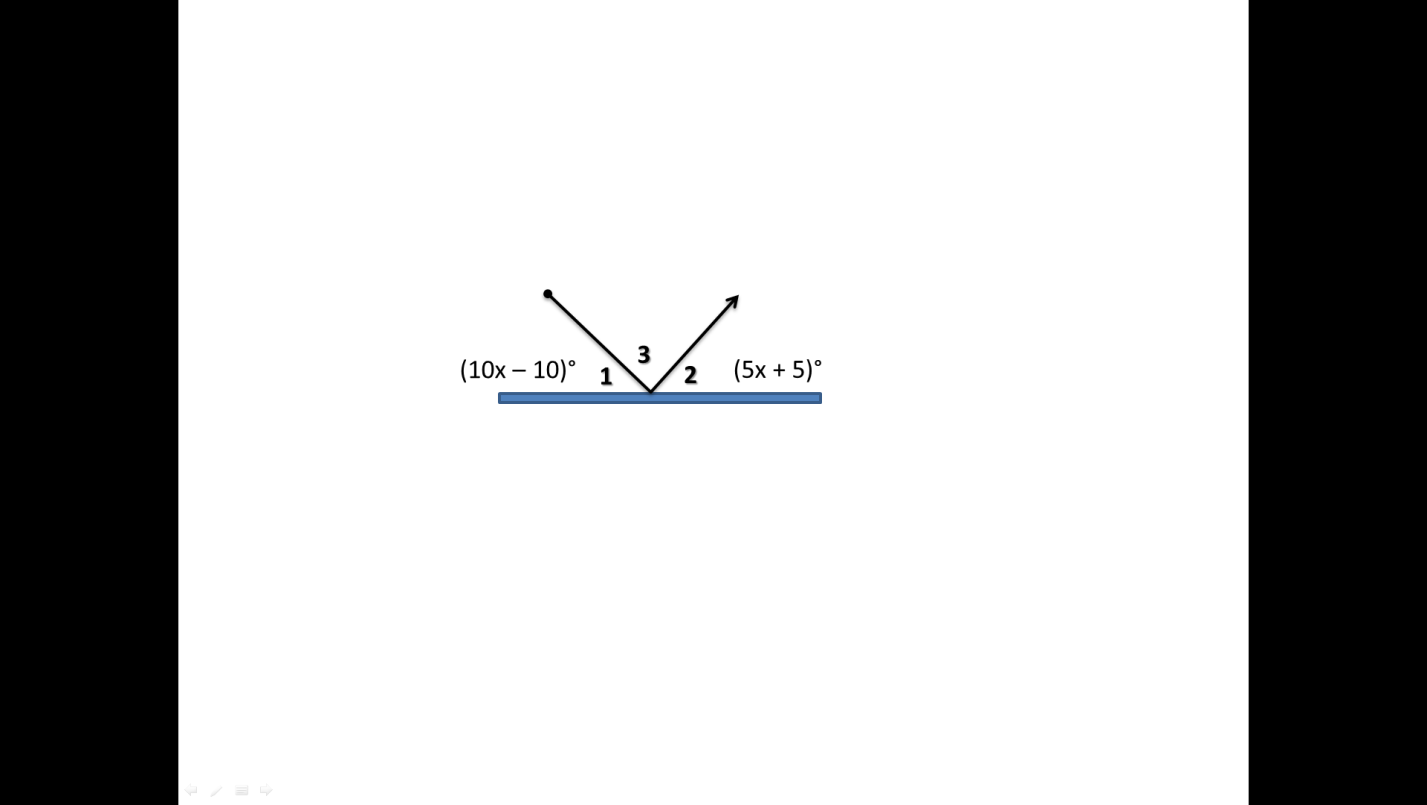 3
(10x – 10)° 1 2 (5x + 5)°